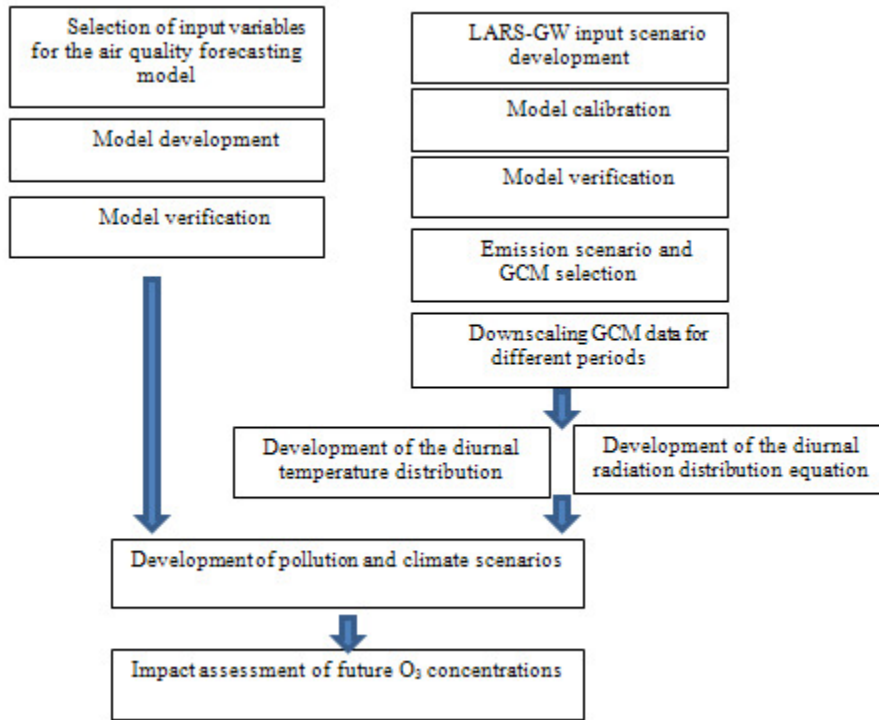 Selection of input variables
for the air quality forecasting
model
Model development
Model verification
LARS-GW input scenario
development
Model calibration
Model verification
Emission scenario and
GCM selection
Downscaling GCM data for
different periods
Development of the diurnal
temperature distribution
Development of the diurnal
radiation distribution equation
Development of pollution and climate scenarios
Impact assessment of future O₃ concentrations